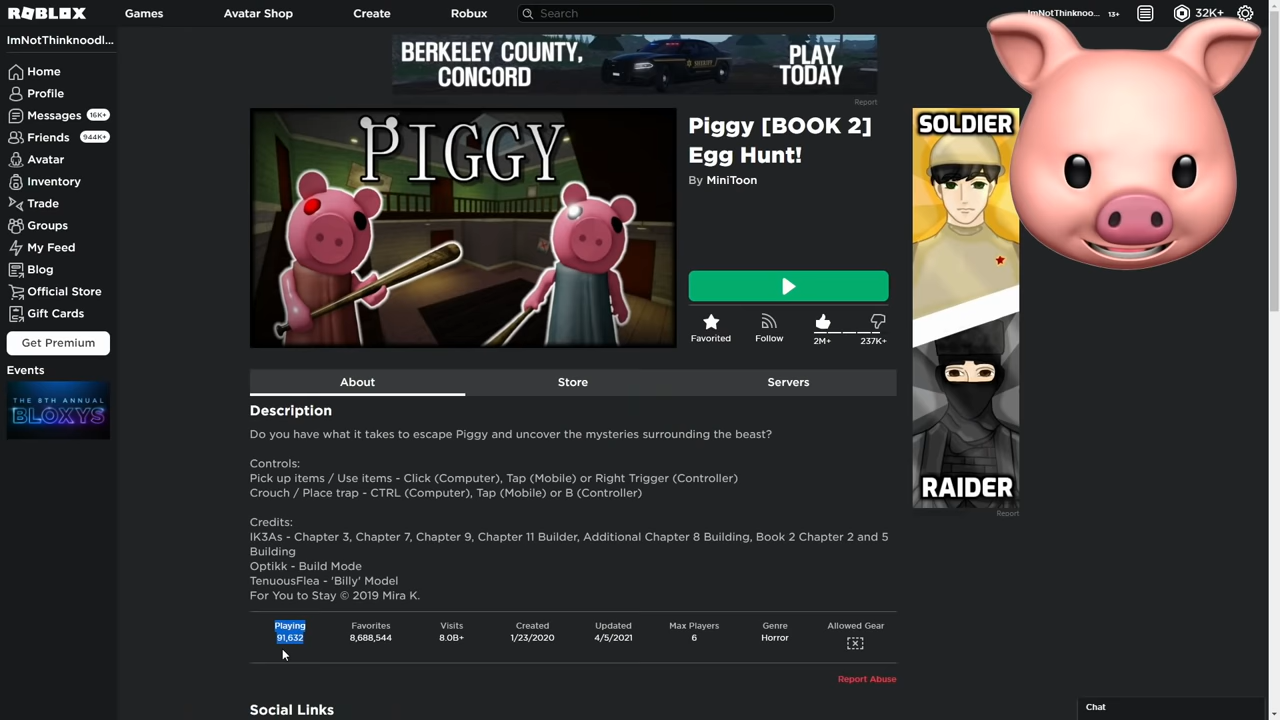 ROBLOX
Games
Avatar Shop
Create
Robux
Search
ImNotThinknoo...
13+
32K+
ImNotThinknoodl...
Home
Profile
Messages
16K+
Friends
944K+
Avatar
Inventory
Trade
Groups
My Feed
Blog
Official Store
Gift Cards
Get Premium
Events
THE 8TH ANNUAL
BLOXYS
BERKELEY COUNTY,
CONCORD
SHERIFF
PLAY
TODAY
Report
PIGGY
Piggy [BOOK 2]
Egg Hunt!
By MiniToon
Favorited
Follow
2M+
237K+
SOLDIER
RAIDER
Report
About
Store
Servers
Description
Do you have what it takes to escape Piggy and uncover the mysteries surrounding the beast?
Controls:
Pick up items / Use items - Click (Computer), Tap (Mobile) or Right Trigger (Controller)
Crouch / Place trap - CTRL (Computer), Tap (Mobile) or B (Controller)
Credits:
IK3As - Chapter 3, Chapter 7, Chapter 9, Chapter 11 Builder, Additional Chapter 8 Building, Book 2 Chapter 2 and 5
Building
Optikk - Build Mode
TenuousFlea - 'Billy' Model
For You to Stay © 2019 Mira K.
Playing
91,632
Favorites
8,688,544
Visits
8.0B+
Created
1/23/2020
Updated
4/5/2021
Max Players
6
Genre
Horror
Allowed Gear
Report Abuse
Social Links
Chat